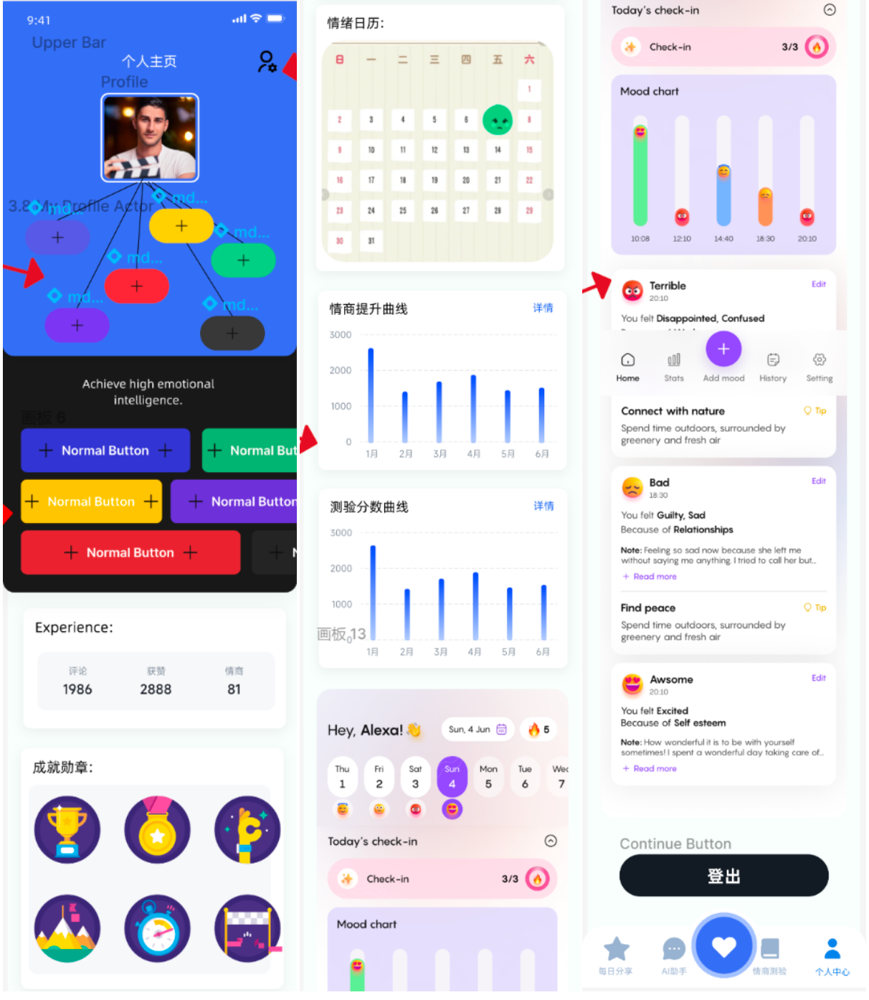 9:41
Upper Bar
个人主页
Profile
md...
3.8 My Profile Actor
md...
md...
md...
md...
md...
Achieve high emotional
intelligence.
画板 6
Normal Button
Normal But
Normal Button
Normal Button
Normal Button
N
Experience:
评论 获赞 情商
1986 2888 81
成就勋章:
情绪日历:
日 一 二 三 四 五 六
1
2 3 4 5 6 8
9 10 11 12 13 14 15
16 17 18 19 20 21 22
23 24 25 26 27 28 29
30 31
情商提升曲线 详情
3000
2000
1000
0
1月 2月 3月 4月 5月 6月
测验分数曲线 详情
3000
2000
1000
0
画板 13
1月 2月 3月 4月 5月 6月
Hey, Alexa!👋 Sun, 4 Jun 🔥 5
Thu Fri Sat Sun Mon Tue Wed
1 2 3 4 5 6 7
Today's check-in
Check-in 3/3
Mood chart
Today's check-in
Check-in 3/3
Mood chart
10:08 12:10 14:40 18:30 20:10
Terrible Edit
20:10
You felt Disappointed, Confused
Home Stats Add mood History Setting
Connect with nature Tip
Spend time outdoors, surrounded by
greenery and fresh air
Bad Edit
18:30
You felt Guilty, Sad
Because of Relationships
Note: Feeling so sad now because she left me
without saying me anything. I tried to call her but...
+ Read more
Find peace Tip
Spend time outdoors, surrounded by
greenery and fresh air
Awsome Edit
20:10
You felt Excited
Because of Self esteem
Note: How wonderful it is to be with yourself
sometimes! I spent a wonderful day taking care of...
+ Read more
Continue Button
登出
每日分享 AI助手 情商测验 个人中心